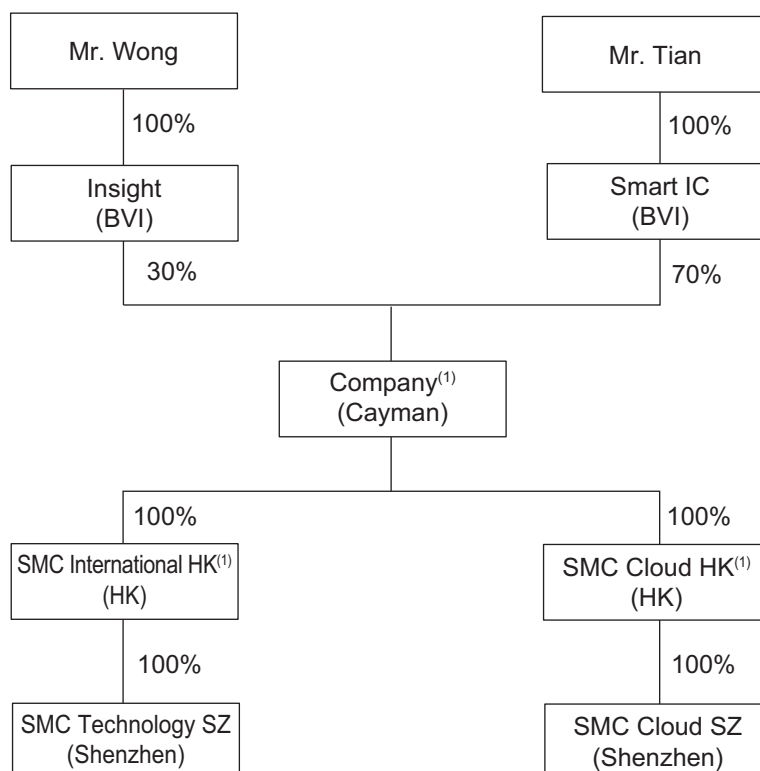 Mr. Wong
Mr. Tian
100%
100%
Insight
(BVI)
Smart IC
(BVI)
30%
70%
Company(1)
(Cayman)
100%
100%
SMC International HK(1)
(HK)
SMC Cloud HK(1)
(HK)
100%
100%
SMC Technology SZ
(Shenzhen)
SMC Cloud SZ
(Shenzhen)